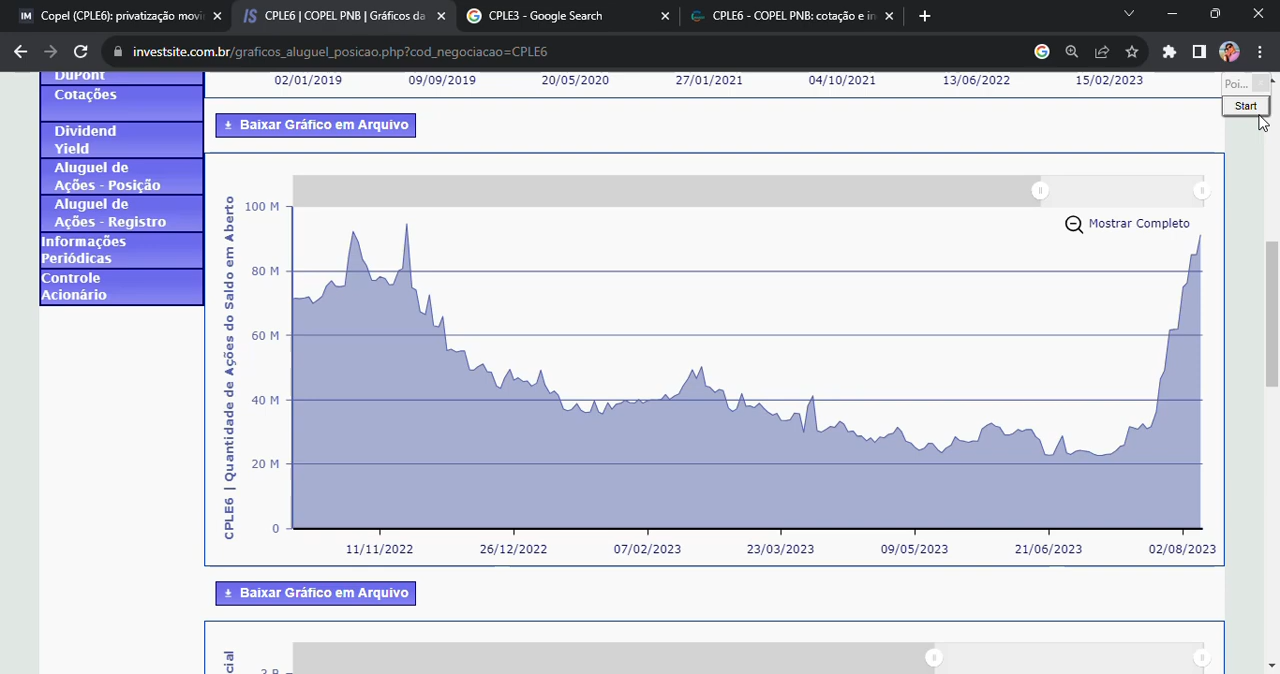 Copel (CPLE6): privatização movi
CPLE6 | COPEL PNB | Gráficos da
CPLE3 - Google Search
CPLE6 - COPEL PNB: cotação e in
investsite.com.br/graficos_aluguel_posicao.php?cod_negociacao=CPLE6
Poi...
Start
DuPont
Cotações
Dividend
Yield
Aluguel de
Ações - Posição
Aluguel de
Ações - Registro
Informações
Periódicas
Controle
Acionário
02/01/2019 09/09/2019 20/05/2020 27/01/2021 04/10/2021 13/06/2022 15/02/2023
Baixar Gráfico em Arquivo
Mostrar Completo
CPLE6 | Quantidade de Ações do Saldo em Aberto
100 M
80 M
60 M
40 M
20 M
0
11/11/2022 26/12/2022 07/02/2023 23/03/2023 09/05/2023 21/06/2023 02/08/2023
Baixar Gráfico em Arquivo
cial